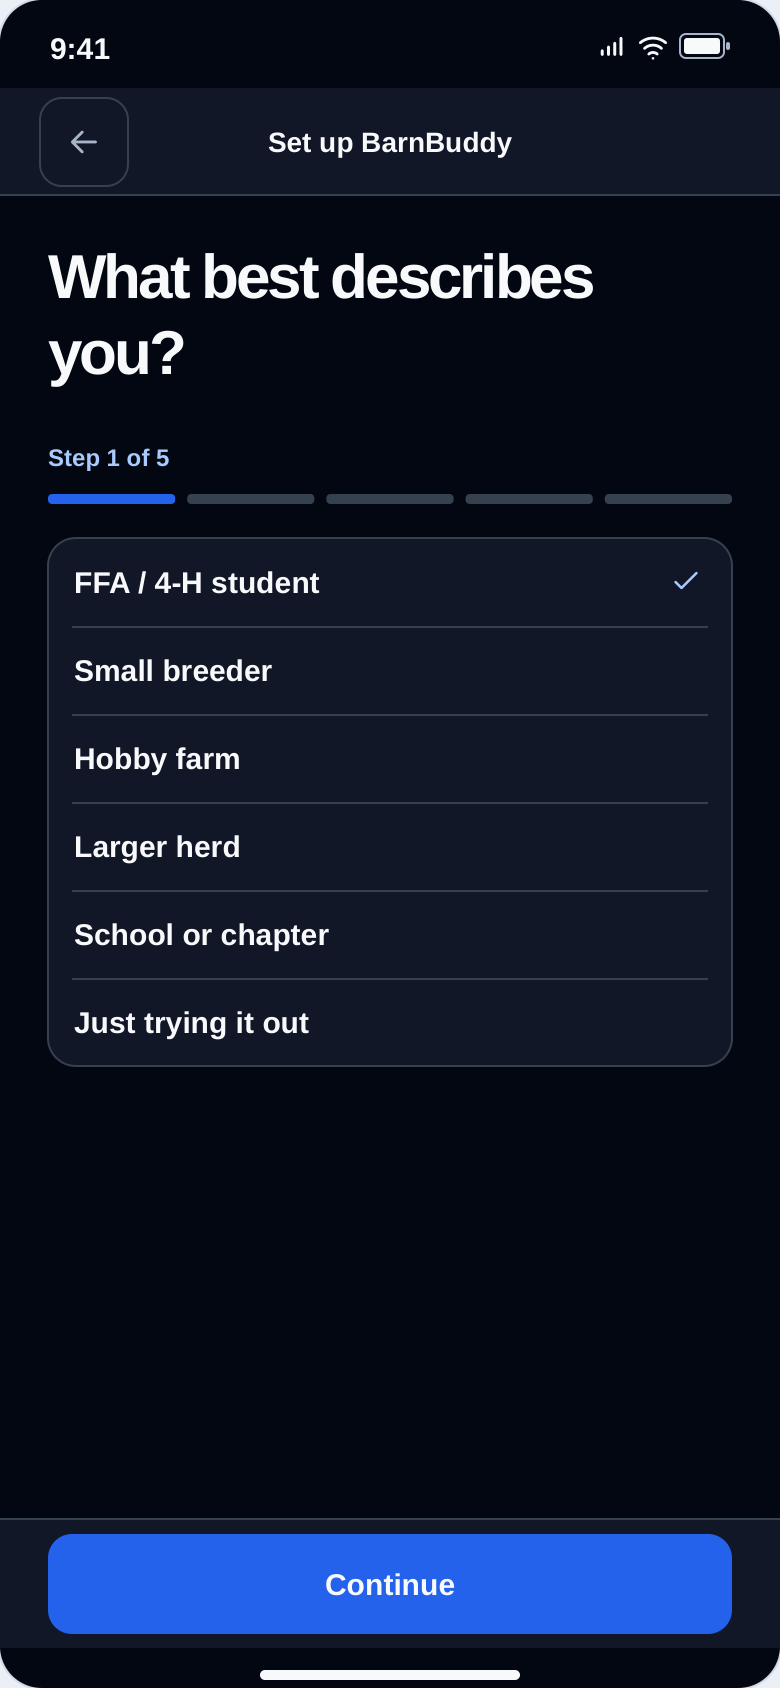 9:41
Set up BarnBuddy
What best describes
you?
Step 1 of 5
FFA / 4-H student
Small breeder
Hobby farm
Larger herd
School or chapter
Just trying it out
Continue